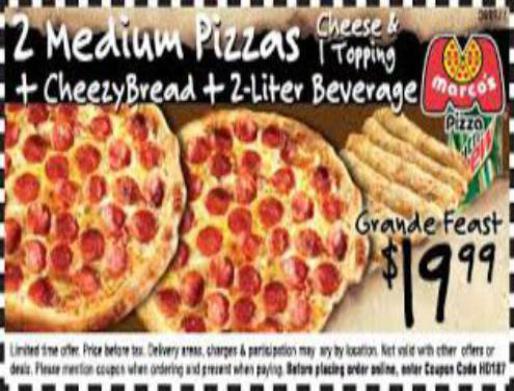 2 Medium Pizzas Cheese & 1 Topping
+ CheezyBread + 2-Liter Beverage
Marco's
Pizza
Grande Feast
$19.99
Limited time offer. Price before tax. Delivery areas, charges & participation may ary by location. Not valid with other offers or
deals. Please mention coupon when ordering and present when paying. Before placing order online, enter Coupon Code HD187